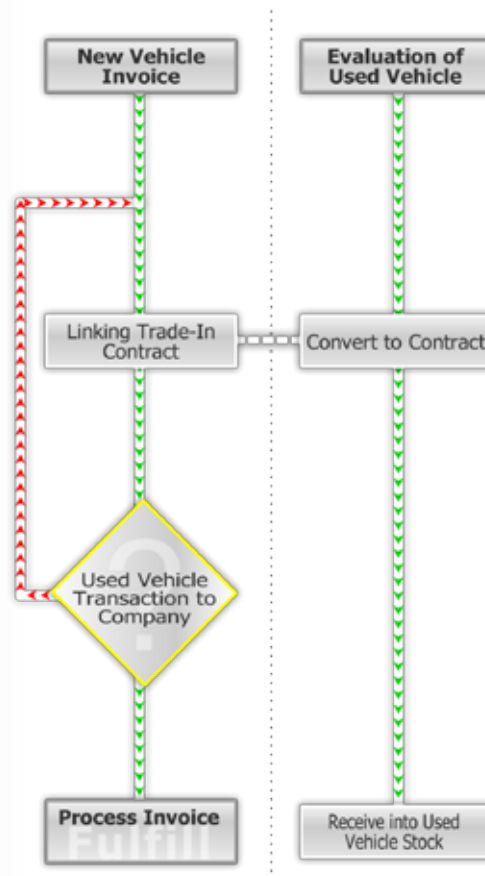 New Vehicle
Invoice
Evaluation of
Used Vehicle
Linking Trade-In
Contract
Convert to Contract
?
Used Vehicle
Transaction to
Company
Process Invoice
Fulfill
Receive into Used
Vehicle Stock